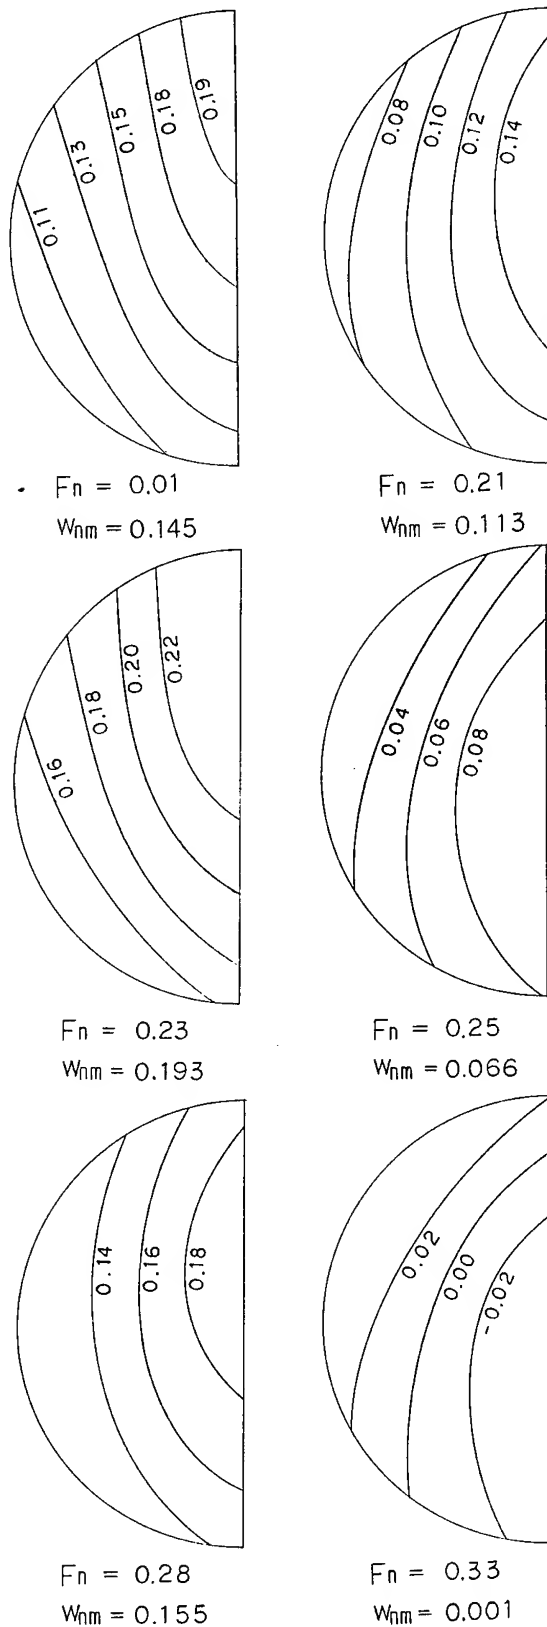 0.11
0.13
0.15
0.18
0.19
Fn = 0.01
Wnm = 0.145
0.08
0.10
0.12
0.14
Fn = 0.21
Wnm = 0.113
0.16
0.18
0.20
0.22
Fn = 0.23
Wnm = 0.193
0.04
0.06
0.08
Fn = 0.25
Wnm = 0.066
0.14
0.16
0.18
Fn = 0.28
Wnm = 0.155
0.02
0.00
-0.02
Fn = 0.33
Wnm = 0.001